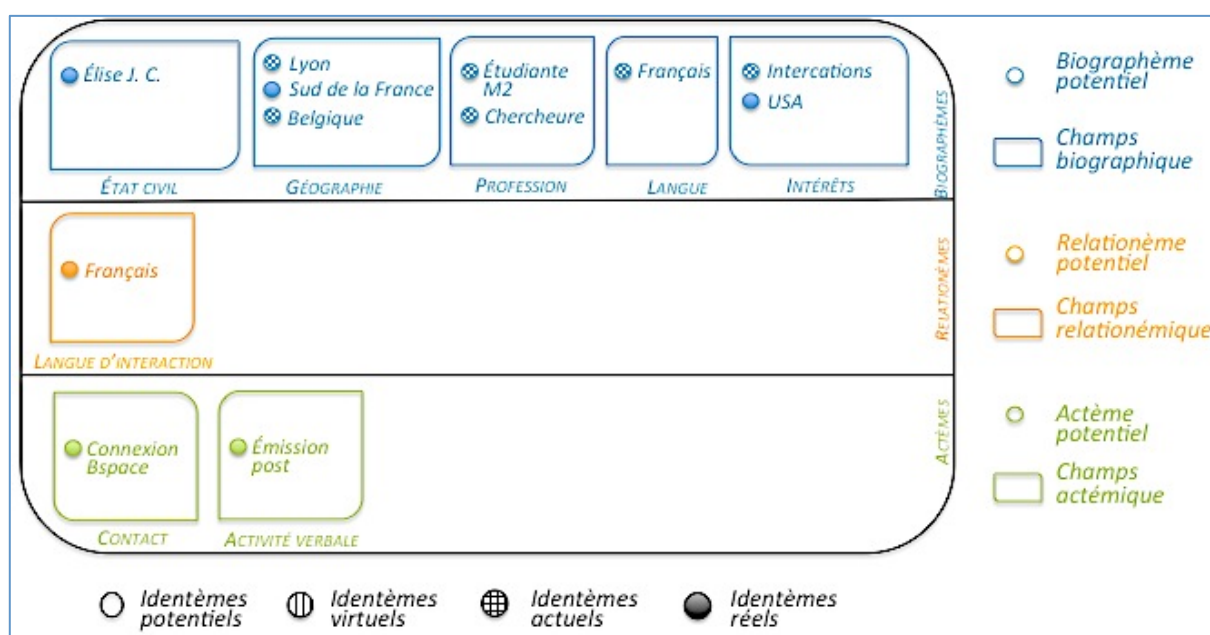 Élise J. C.
Lyon
Sud de la France
Belgique
Étudiante
M2
Chercheure
Français
Intercations
USA
ÉTAT CIVIL
GÉOGRAPHIE
PROFESSION
LANGUE
INTÉRÊTS
BIOGRAPHÈMES
Français
LANGUE D'INTERACTION
RELATIONÈMES
Connexion
Bspace
Émission
post
CONTACT
ACTIVITÉ VERBALE
ACTÈMES
Biographème
potentiel
Champs
biographique
Relationème
potentiel
Champs
relationémique
Actème
potentiel
Champs
actémique
Identèmes
potentiels
Identèmes
virtuels
Identèmes
actuels
Identèmes
réels